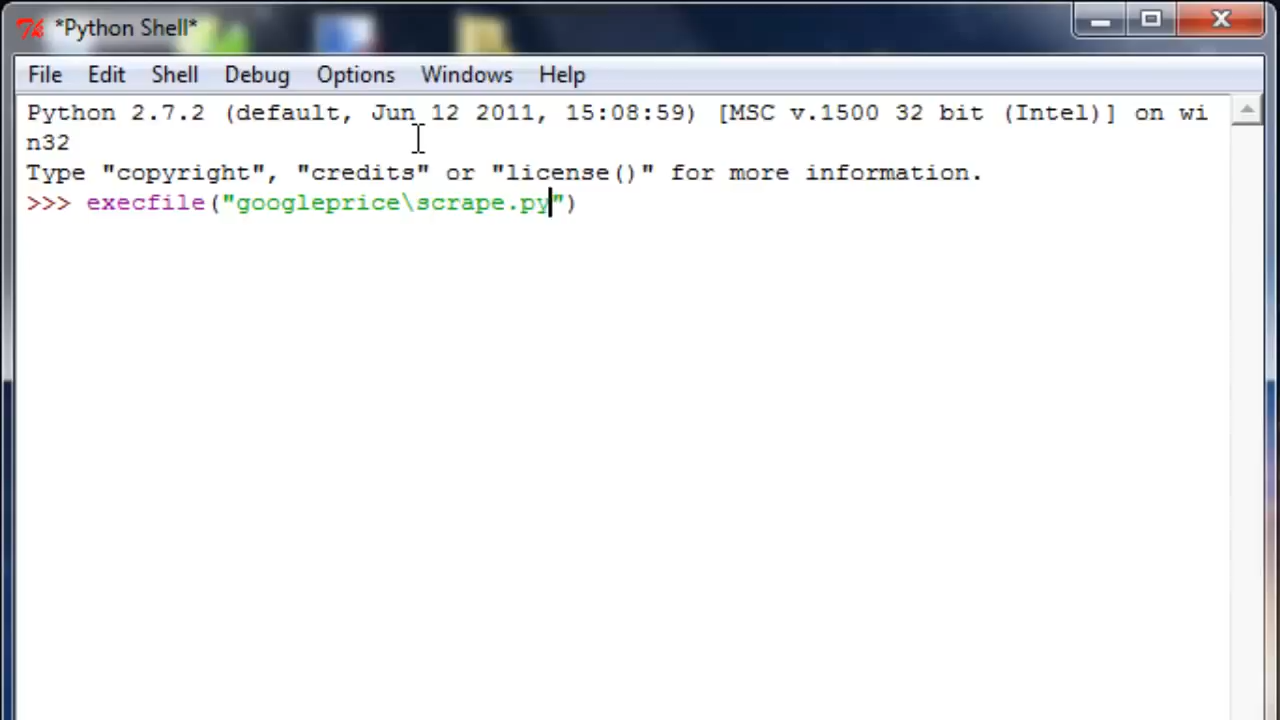 *Python Shell*
File Edit Shell Debug Options Windows Help
Python 2.7.2 (default, Jun 12 2011, 15:08:59) [MSC v.1500 32 bit (Intel)] on wi
n32
Type "copyright", "credits" or "license()" for more information.
>>> execfile("googleprice\scrape.py")